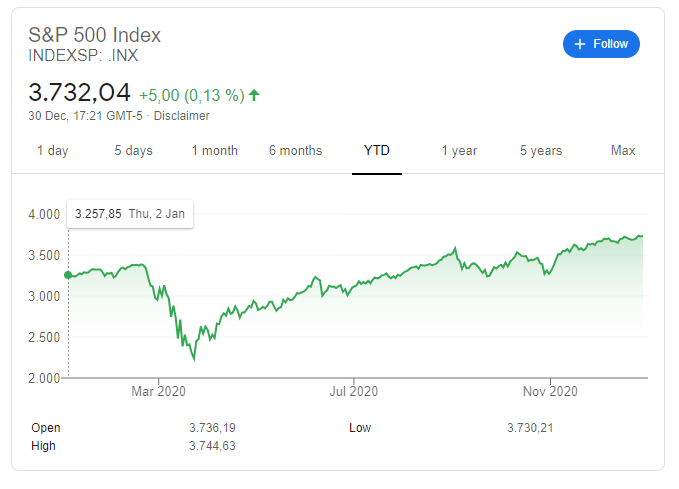 S&P 500 Index
INDEXSP: .INX
+ Follow
3.732,04 +5,00 (0,13 %)
30 Dec, 17:21 GMT-5 · Disclaimer
1 day 5 days 1 month 6 months YTD 1 year 5 years Max
4.000
3.257,85 Thu, 2 Jan
3.500
3.000
2.500
2.000
Mar 2020 Jul 2020 Nov 2020
Open 3.736,19 Low 3.730,21
High 3.744,63